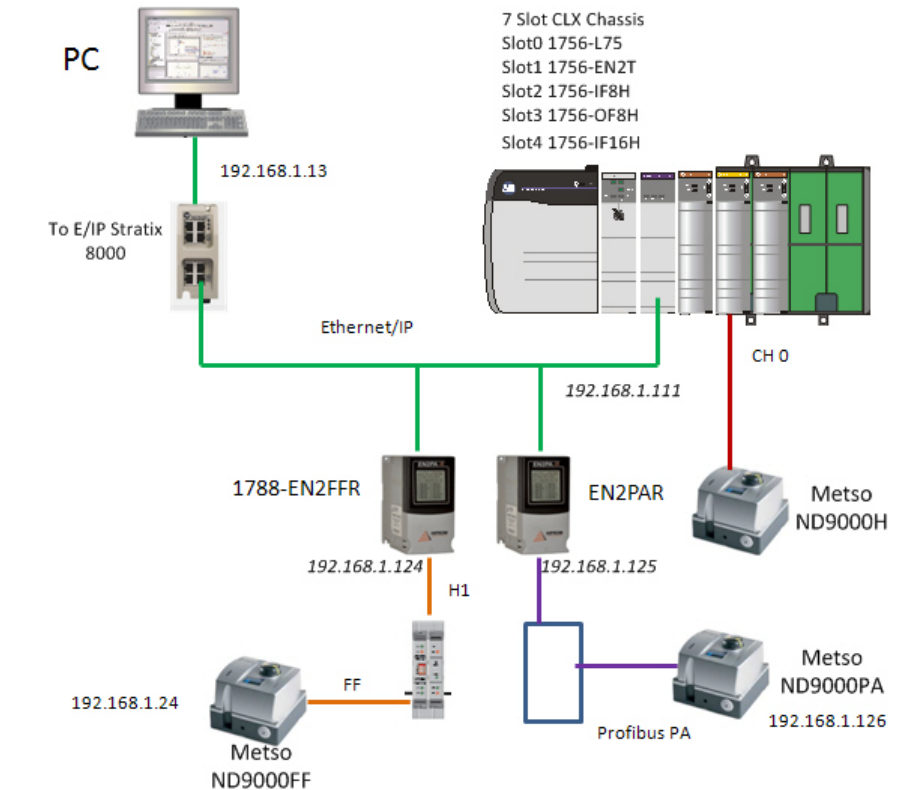 PC
7 Slot CLX Chassis
Slot0 1756-L75
Slot1 1756-EN2T
Slot2 1756-IF8H
Slot3 1756-OF8H
Slot4 1756-IF16H
192.168.1.13
To E/IP Stratix
8000
Ethernet/IP
CH 0
192.168.1.111
1788-EN2FFR
EN2PAR
Metso
ND9000H
192.168.1.124
192.168.1.125
H1
FF
192.168.1.24
Metso
ND9000FF
Metso
ND9000PA
192.168.1.126
Profibus PA